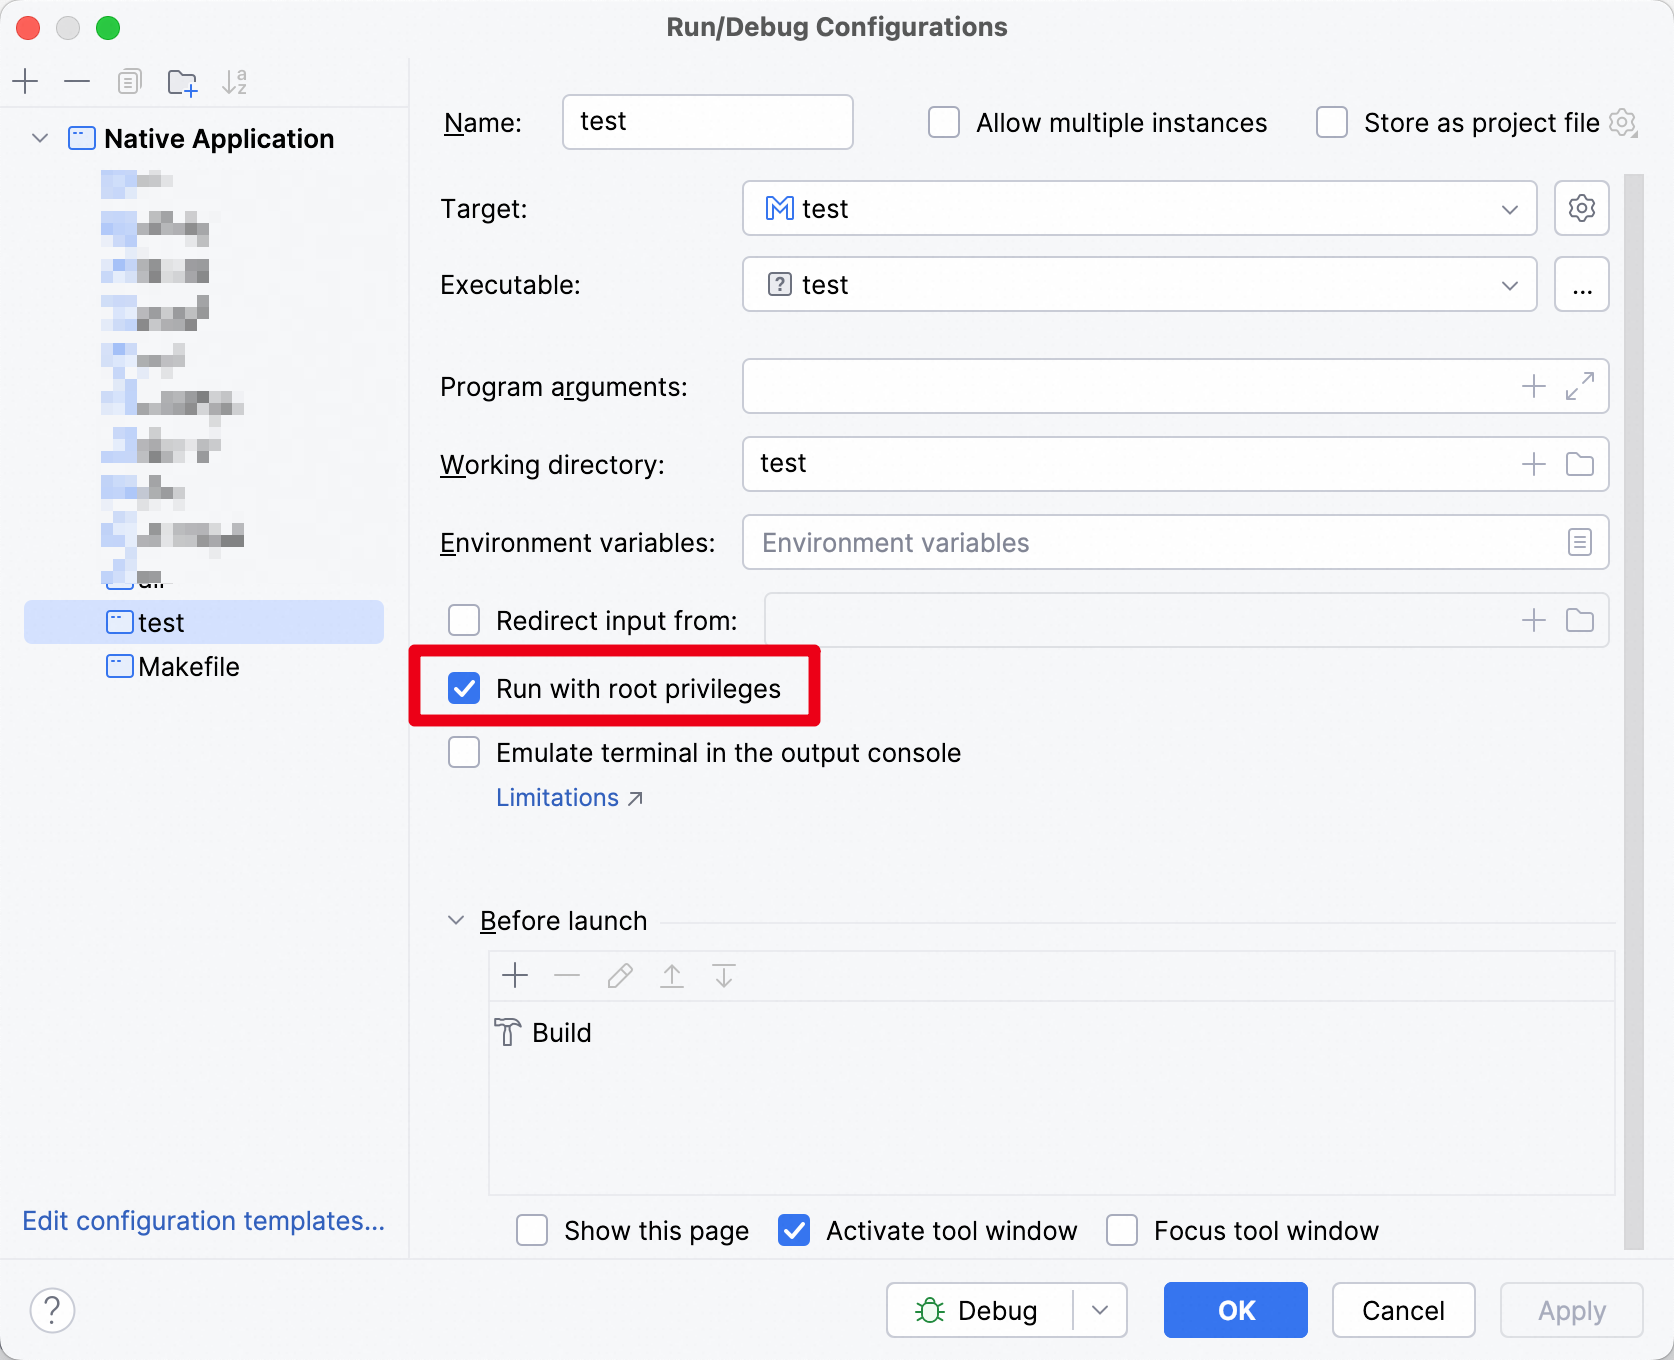 Run/Debug Configurations
Native Application
test
Makefile
Edit configuration templates...
Name: test
Allow multiple instances
Store as project file
Target: test
Executable: ? test ...
Program arguments:
Working directory: test
Environment variables: Environment variables
Redirect input from:
Run with root privileges
Emulate terminal in the output console
Limitations ↗
Before launch
Build
Show this page
Activate tool window
Focus tool window
? Debug OK Cancel Apply